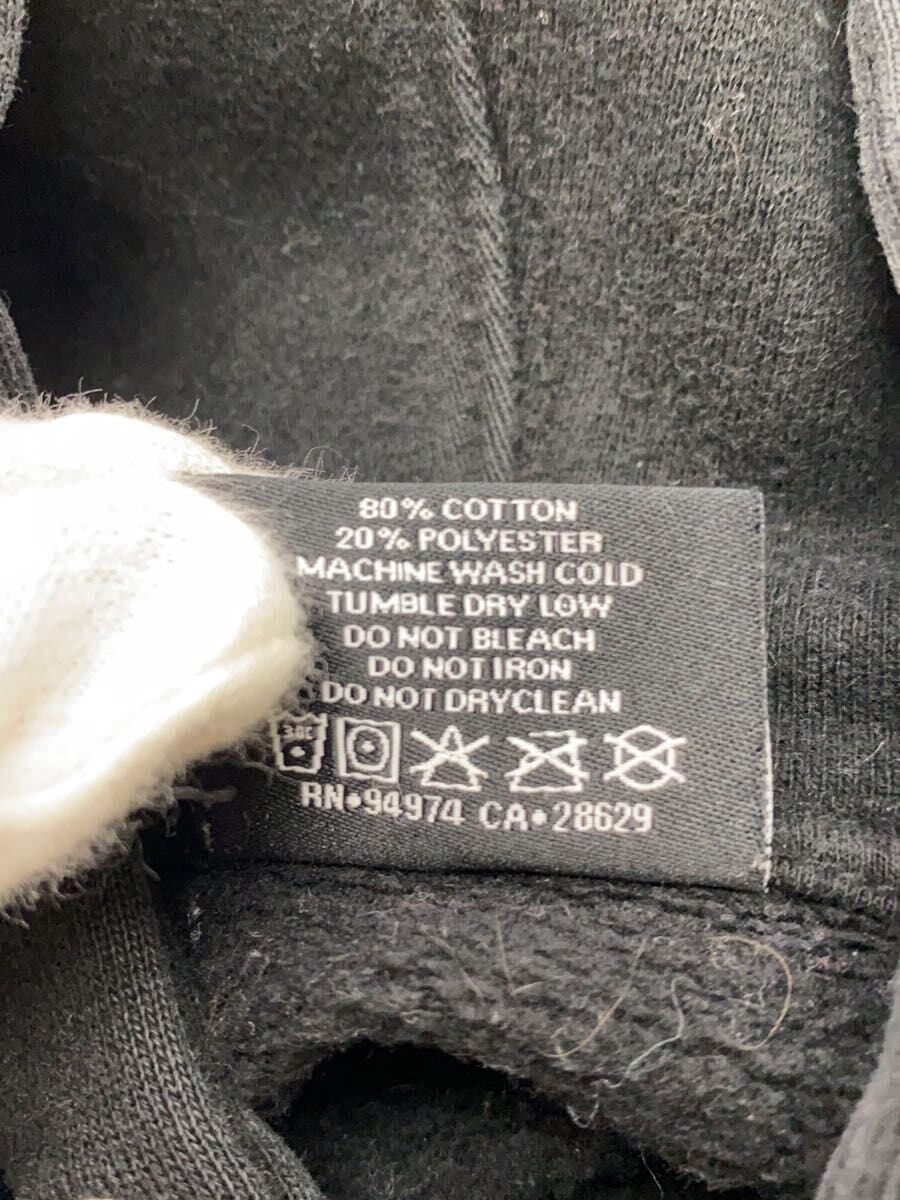 80% COTTON
20% POLYESTER
MACHINE WASH COLD
TUMBLE DRY LOW
DO NOT BLEACH
DO NOT IRON
DO NOT DRYCLEAN
30C
RN•94974 CA•28629